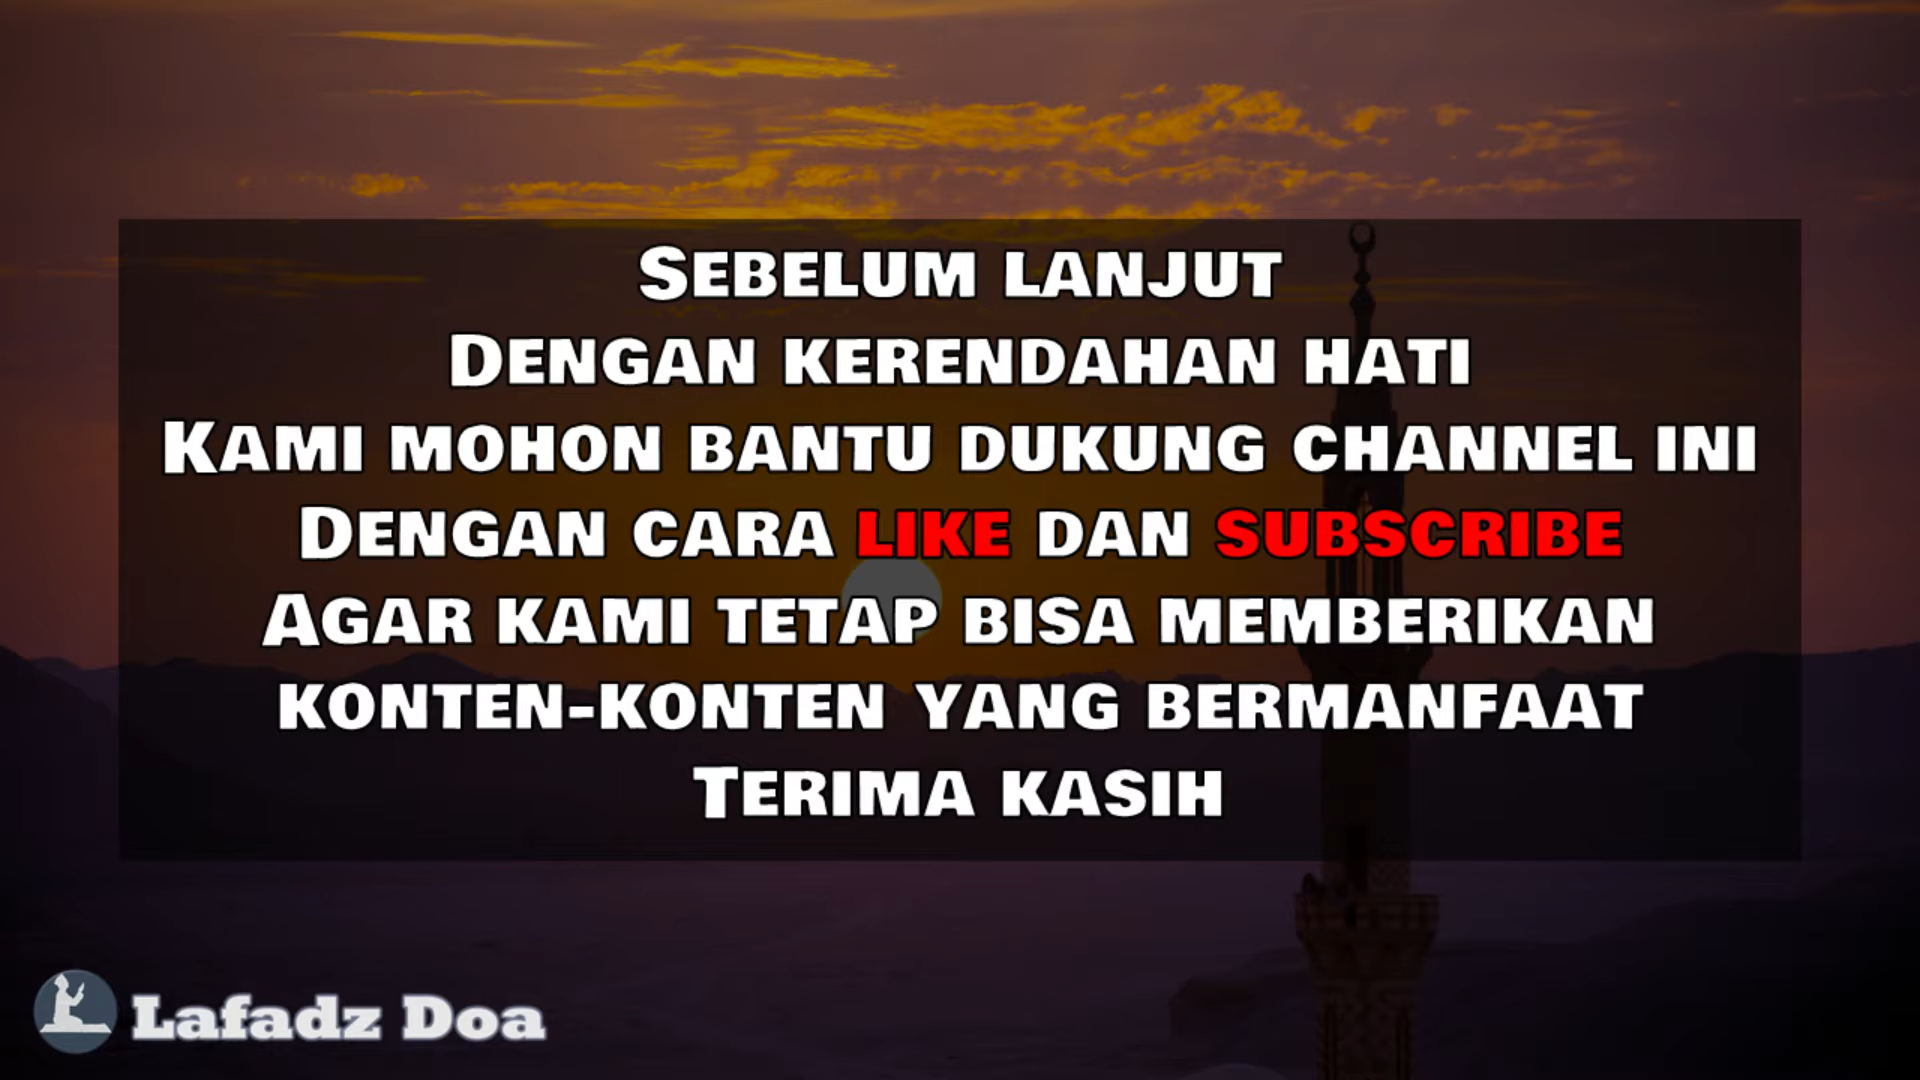 Sebelum lanjut
Dengan kerendahan hati
Kami mohon bantu dukung channel ini
Dengan cara like dan subscribe
Agar kami tetap bisa memberikan
konten-konten yang bermanfaat
Terima kasih
Lafadz Doa